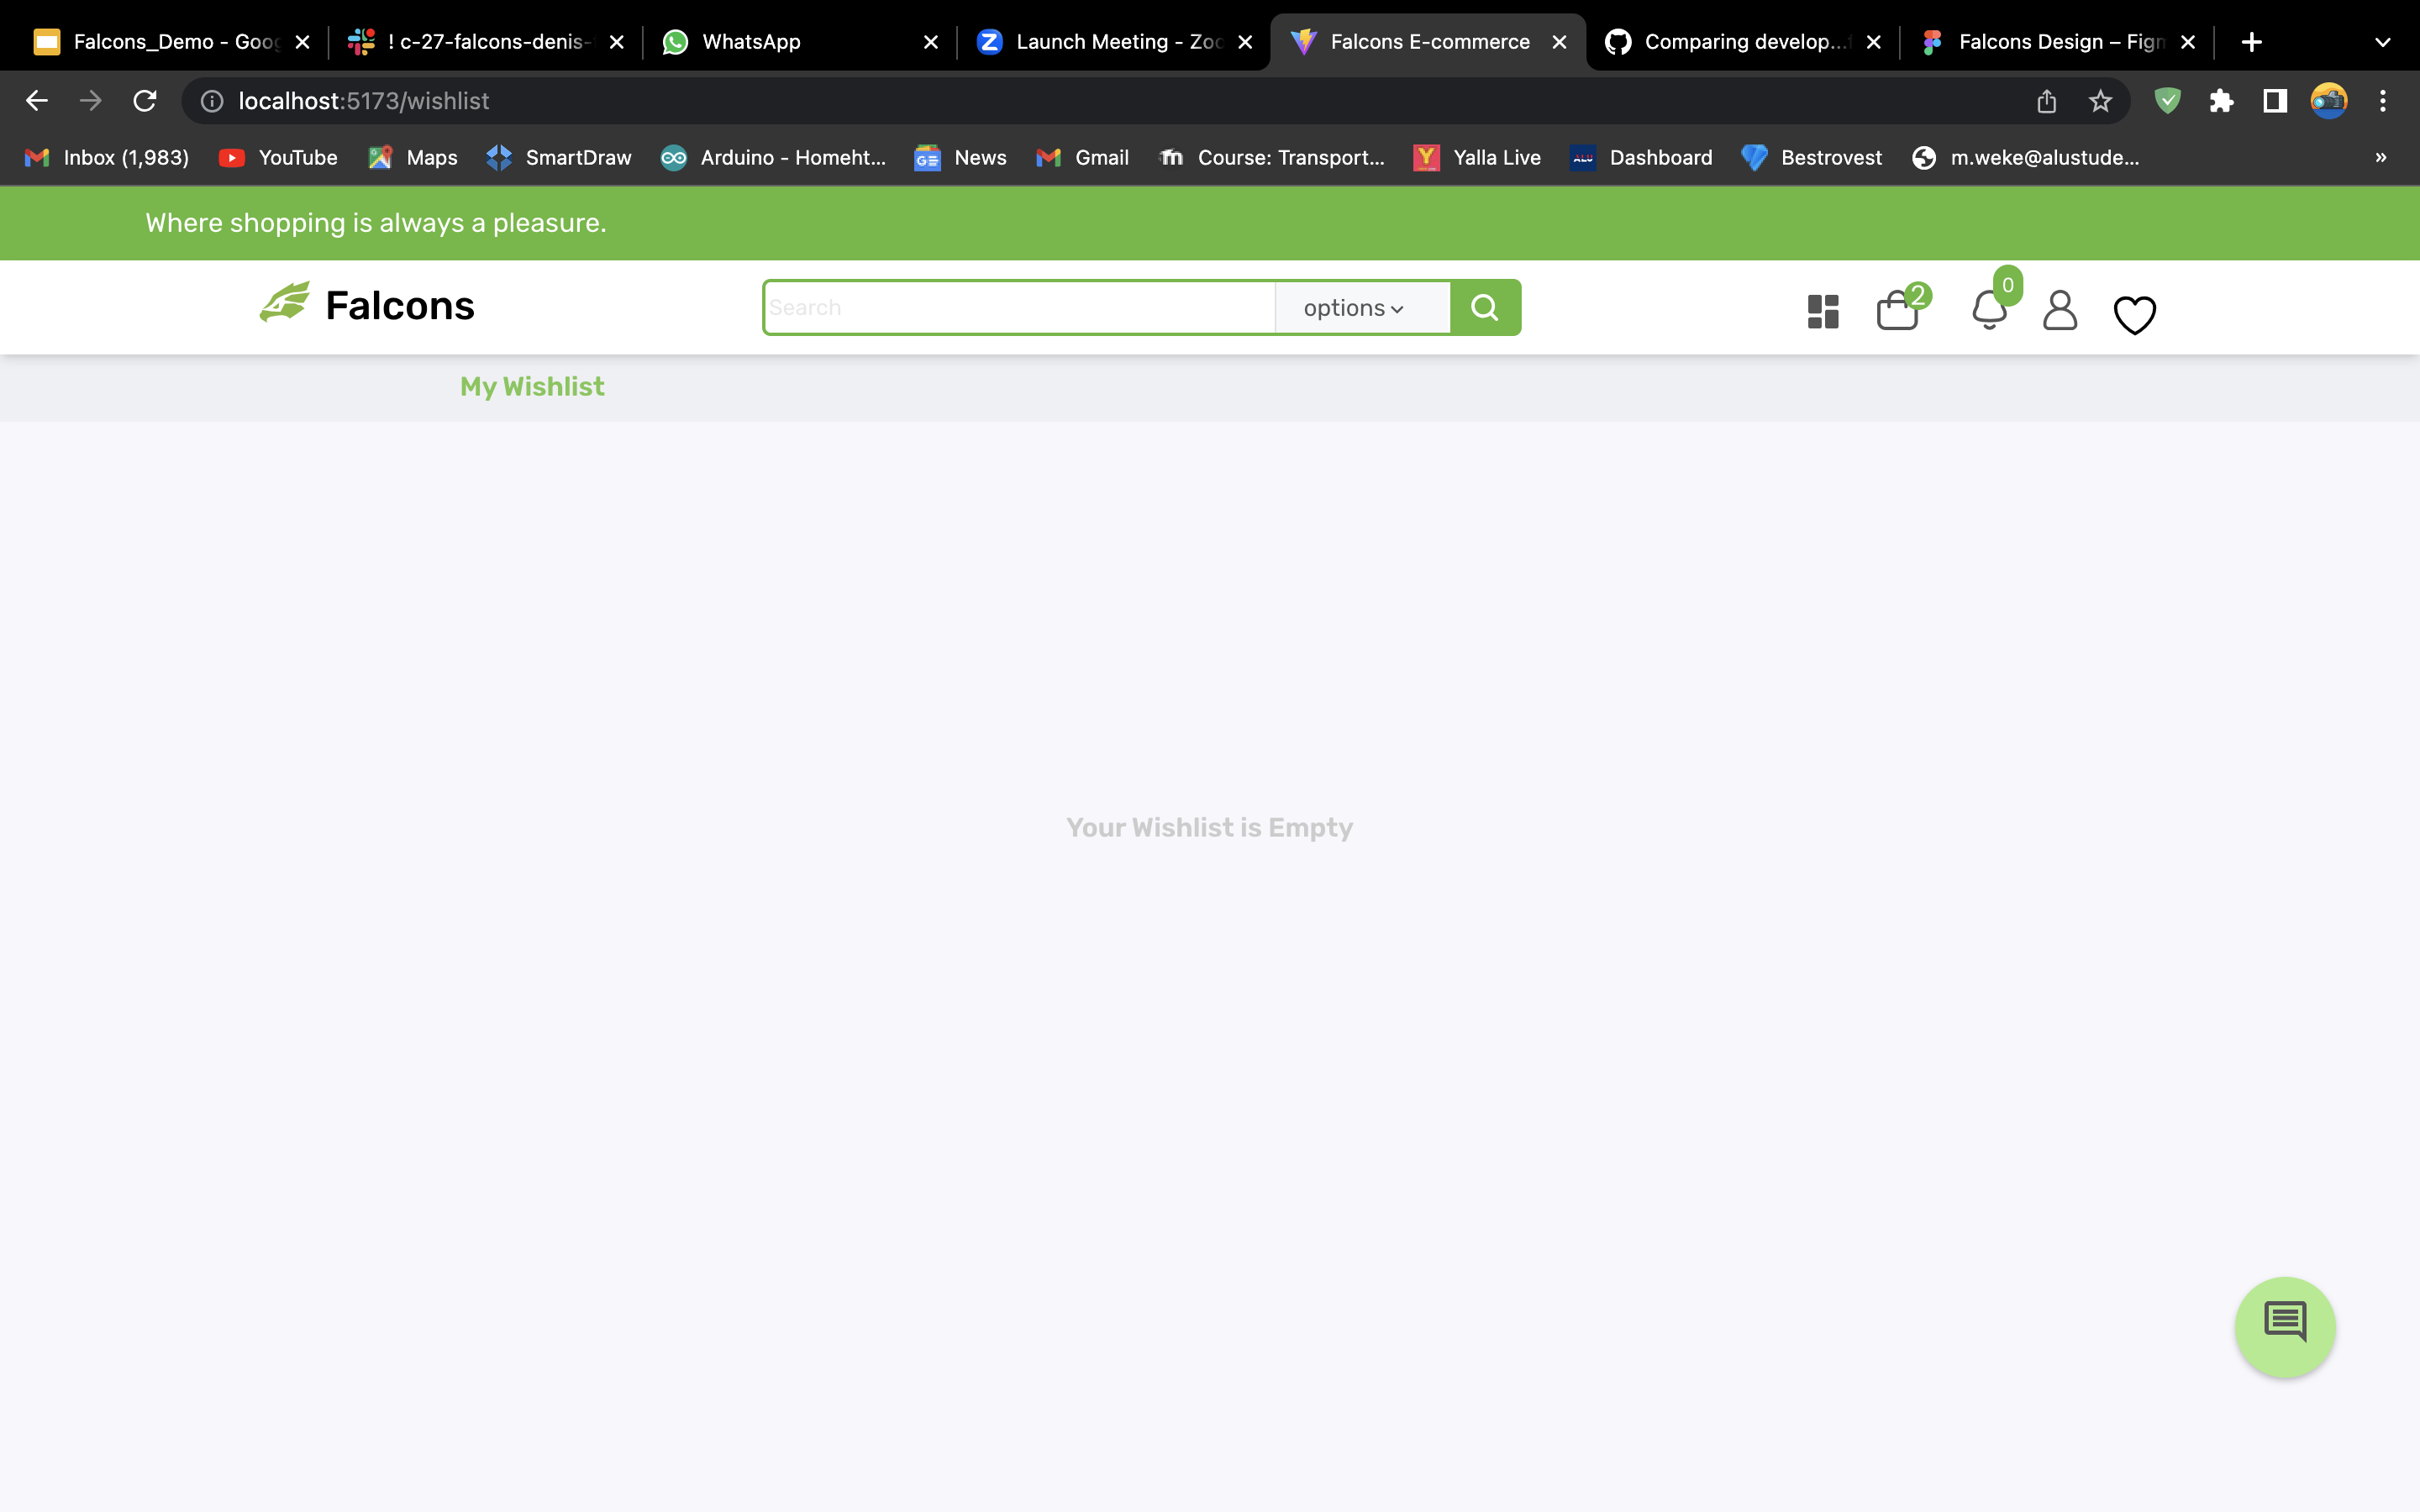 Falcons_Demo - Goog
! c-27-falcons-denis-
WhatsApp
Launch Meeting - Zoo
Falcons E-commerce
Comparing develop...
Falcons Design – Figm
localhost:5173/wishlist
Inbox (1,983)
YouTube
Maps
SmartDraw
Arduino - Homeht...
News
Gmail
Course: Transport...
Yalla Live
ALU
Dashboard
Bestrovest
m.weke@alustude...
»
Where shopping is always a pleasure.
Falcons
Search
options
2
0
My Wishlist
Your Wishlist is Empty